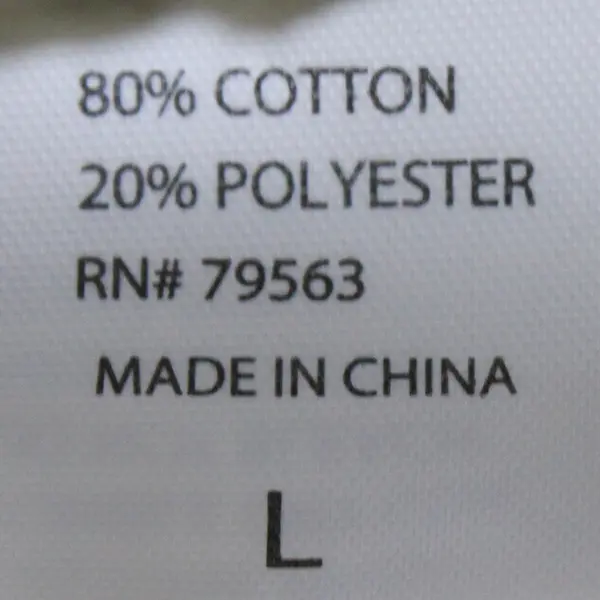 80% COTTON
20% POLYESTER
RN# 79563
MADE IN CHINA
L